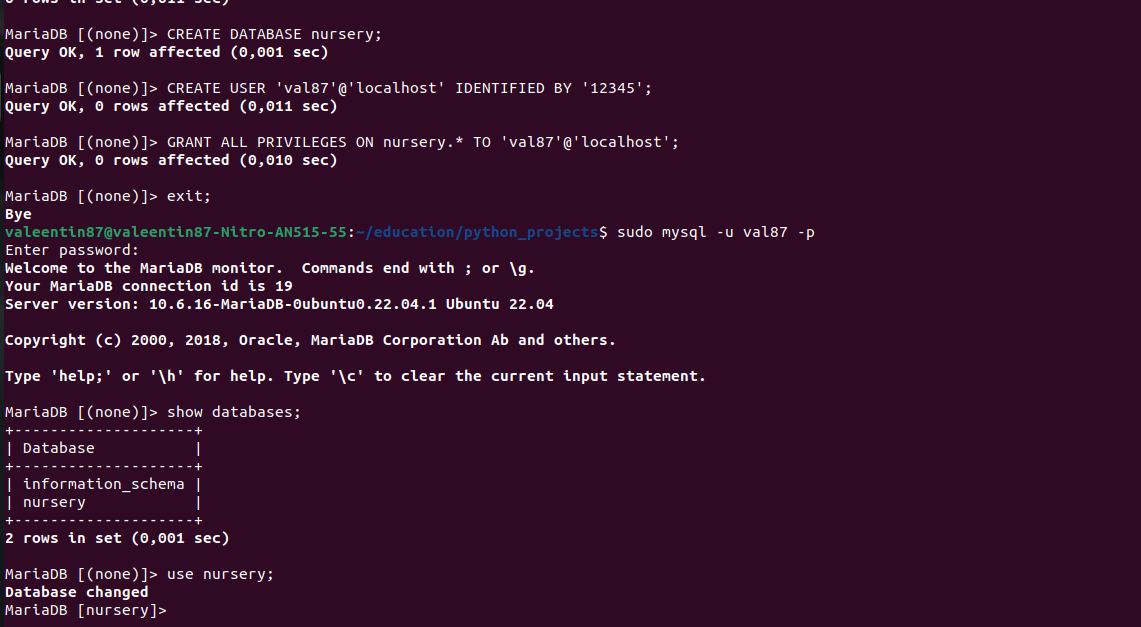 0 rows in set (0,011 sec)
MariaDB [(none)]> CREATE DATABASE nursery;
Query OK, 1 row affected (0,001 sec)
MariaDB [(none)]> CREATE USER 'val87'@'localhost' IDENTIFIED BY '12345';
Query OK, 0 rows affected (0,011 sec)
MariaDB [(none)]> GRANT ALL PRIVILEGES ON nursery.* TO 'val87'@'localhost';
Query OK, 0 rows affected (0,010 sec)
MariaDB [(none)]> exit;
Bye
valeentin87@valeentin87-Nitro-AN515-55:~/education/python_projects$ sudo mysql -u val87 -p
Enter password:
Welcome to the MariaDB monitor.  Commands end with ; or \g.
Your MariaDB connection id is 19
Server version: 10.6.16-MariaDB-0ubuntu0.22.04.1 Ubuntu 22.04
Copyright (c) 2000, 2018, Oracle, MariaDB Corporation Ab and others.
Type 'help;' or '\h' for help. Type '\c' to clear the current input statement.
MariaDB [(none)]> show databases;
+--------------------+
| Database           |
+--------------------+
| information_schema |
| nursery            |
+--------------------+
2 rows in set (0,001 sec)
MariaDB [(none)]> use nursery;
Database changed
MariaDB [nursery]>